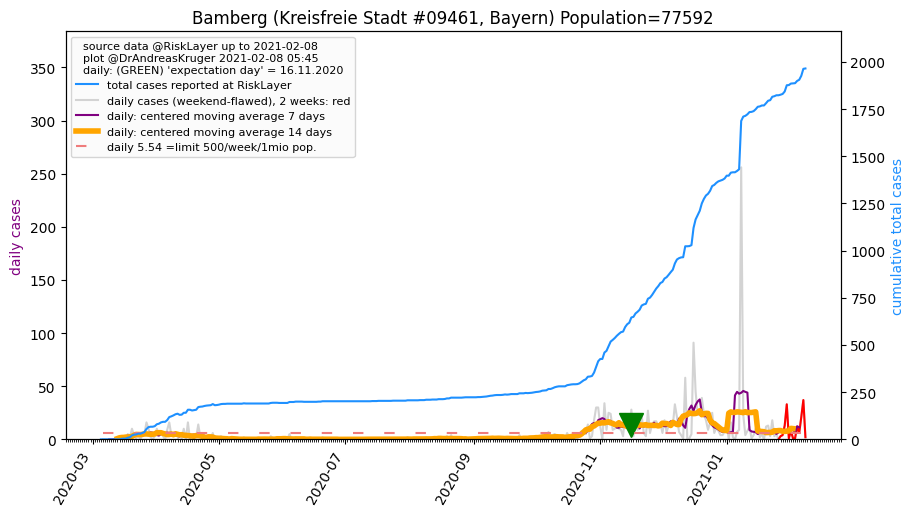 Bamberg (Kreisfreie Stadt #09461, Bayern) Population=77592
source data @RiskLayer up to 2021-02-08
plot @DrAndreasKruger 2021-02-08 05:45
daily: (GREEN) 'expectation day' = 16.11.2020
total cases reported at RiskLayer
daily cases (weekend-flawed), 2 weeks: red
daily: centered moving average 7 days
daily: centered moving average 14 days
daily 5.54 =limit 500/week/1mio pop.
daily cases
350
300
250
200
150
100
50
0
cumulative total cases
2000
1750
1500
1250
1000
750
500
250
0
2020-03
2020-05
2020-07
2020-09
2020-11
2021-01